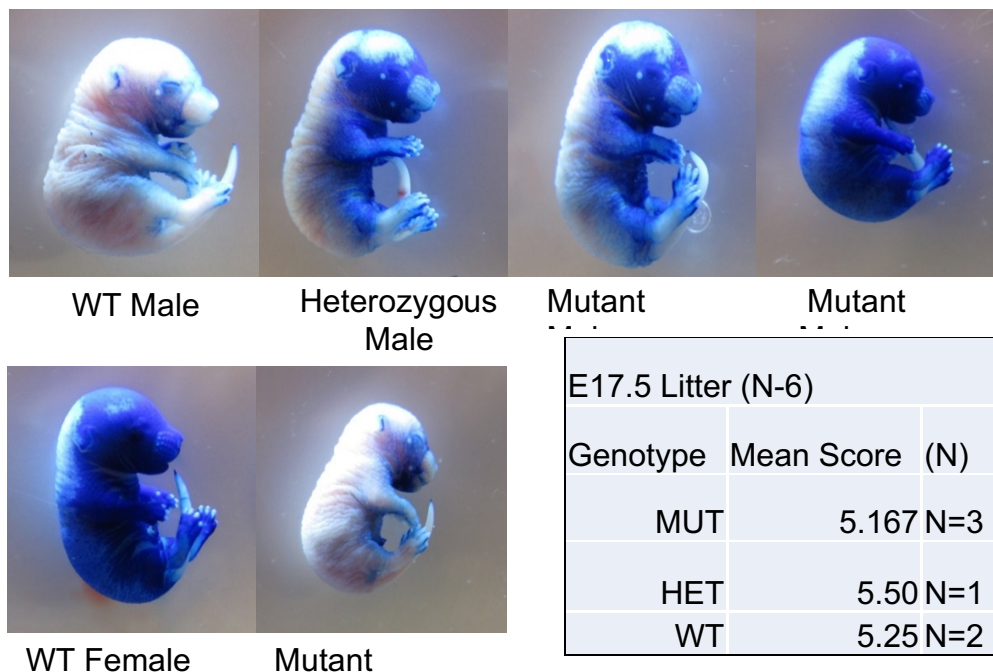 WT Male
Heterozygous
Male
Mutant
Mutant
E17.5 Litter (N-6)
Genotype Mean Score (N)
MUT 5.167 N=3
HET 5.50 N=1
WT 5.25 N=2
WT Female
Mutant